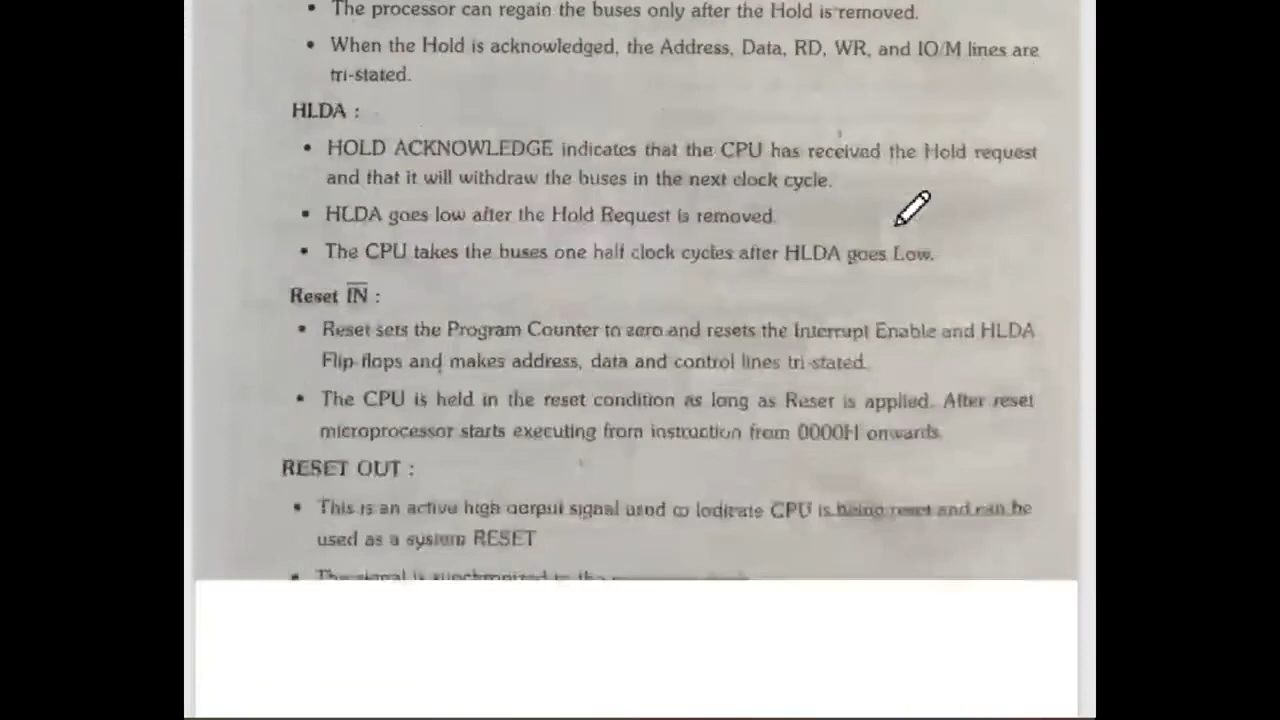 • The processor can regain the buses only after the Hold is removed.
• When the Hold is acknowledged, the Address, Data, RD, WR, and IO/M lines are
tri-stated.
HLDA :
• HOLD ACKNOWLEDGE indicates that the CPU has received the Hold request
and that it will withdraw the buses in the next clock cycle.
• HLDA goes low after the Hold Request is removed.
• The CPU takes the buses one half clock cycles after HLDA goes Low.
Reset I̅N̅ :
• Reset sets the Program Counter to zero and resets the Interrupt Enable and HLDA
Flip-flops and makes address, data and control lines tri-stated.
• The CPU is held in the reset condition as long as Reser is applied. After reset
microprocessor starts executing from instruction from 0000H onwards.
RESET OUT :
• This is an active high output signal used to indicate CPU is being reset and can be
used as a system RESET
• The signal is synchronized to the